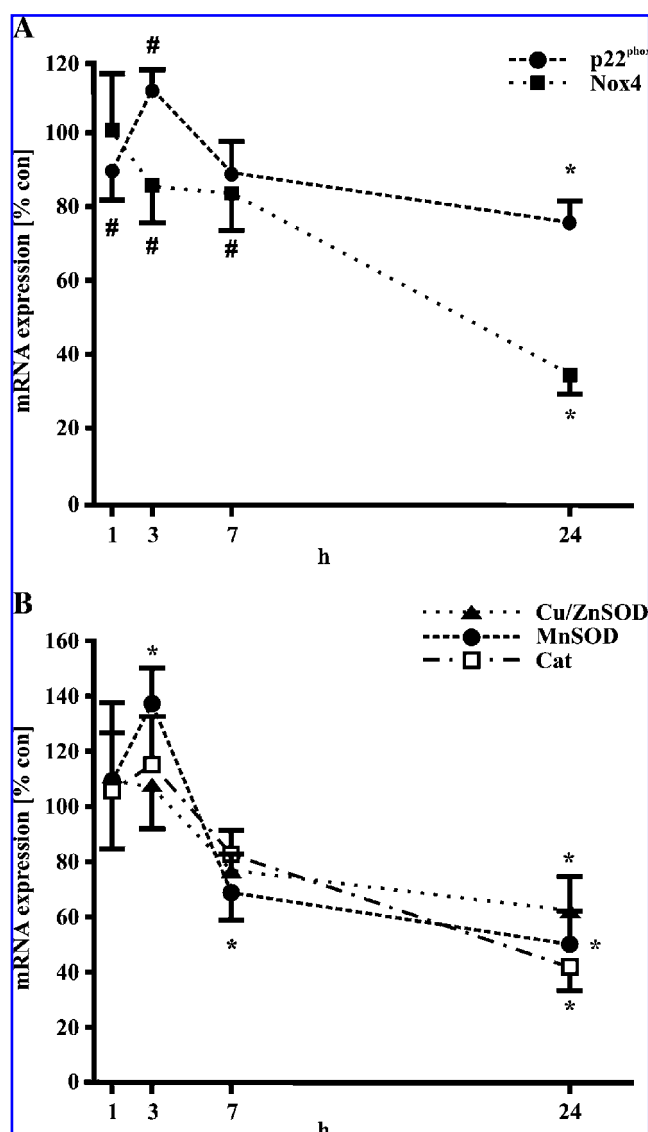 A
mRNA expression [% con]
120
100
80
60
40
20
0
# # # # * *
p22phox
Nox4
1 3 7 24
h
B
mRNA expression [% con]
160
140
120
100
80
60
40
20
0
* * * * *
Cu/ZnSOD
MnSOD
Cat
1 3 7 24
h